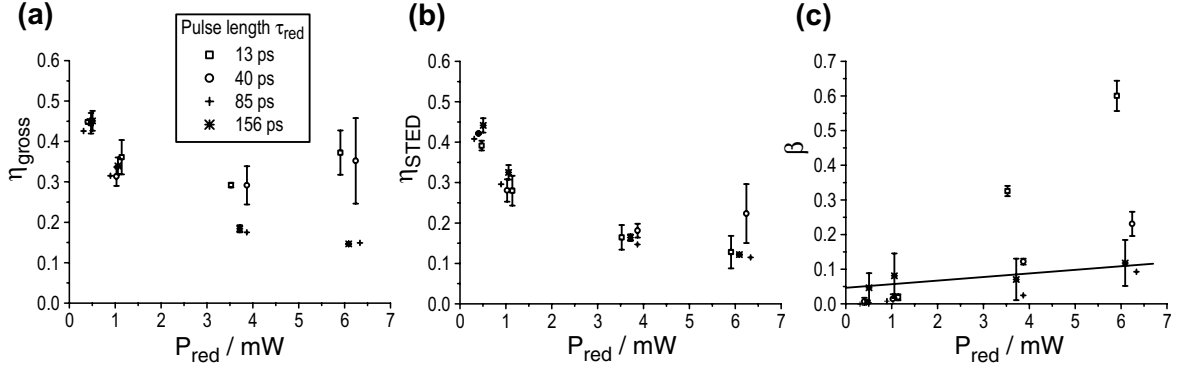 (a)
Pulse length τred
13 ps
40 ps
85 ps
156 ps
ηgross
0.6
0.5
0.4
0.3
0.2
0.1
0.0
0 1 2 3 4 5 6 7
Pred / mW
(b)
ηSTED
0.6
0.5
0.4
0.3
0.2
0.1
0.0
0 1 2 3 4 5 6 7
Pred / mW
(c)
β
0.7
0.6
0.5
0.4
0.3
0.2
0.1
0.0
0 1 2 3 4 5 6 7
Pred / mW